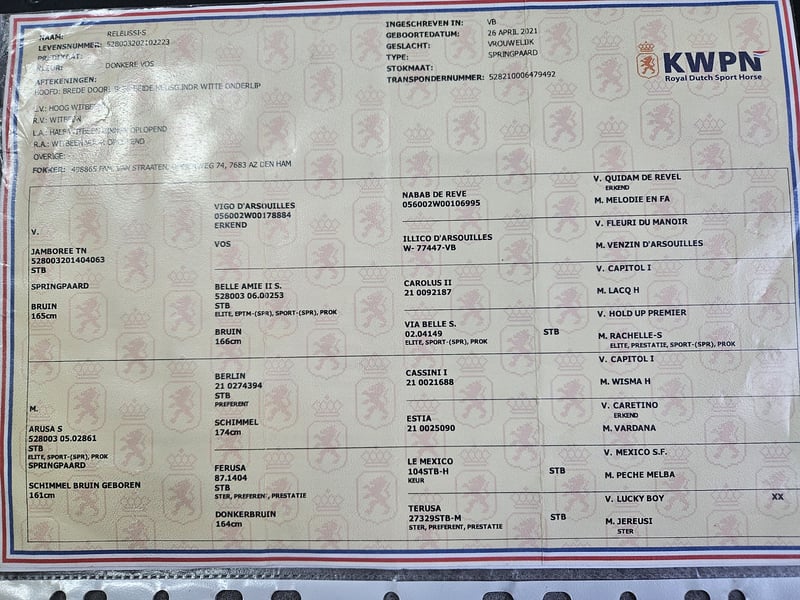 NAAM: RELEUSSI-S
LEVENSNUMMER: 528003202102223
PREDIKAAT:
KLEUR: DONKERE VOS
AFTEKENINGEN:
HOOFD: BREDE DOOR
WITTE ONDERLIP
L.V.: HOOG WITBEEN
R.V.: WITBEEN
L.A.: OPLOPEND
R.A.:
OVERIGE:
FOKKER: 498865 FAM. VAN STRAATEN, 74, 7683 AZ DEN HAM
INGESCHREVEN IN: VB
GEBOORTEDATUM: 26 APRIL 2021
GESLACHT: VROUWELIJK
TYPE: SPRINGPAARD
STOKMAAT:
TRANSPONDERNUMMER: 528210006479492
KWPN
Royal Dutch Sport Horse
V.
JAMBOREE TN
528003201404063
STB
SPRINGPAARD
BRUIN
165cm
M.
ARUSA S
528003 05.02861
STB
ELITE, SPORT-(SPR), PROK
SPRINGPAARD
SCHIMMEL BRUIN GEBOREN
161cm
VIGO D'ARSOUILLES
056002W00178884
ERKEND
VOS
BELLE AMIE II S.
528003 06.00253
STB
ELITE, EPTM-(SPR), SPORT-(SPR), PROK
BRUIN
166cm
BERLIN
21 0274394
STB
PREFERENT
SCHIMMEL
174cm
FERUSA
87.1404
STB
STER, PREFERENT, PRESTATIE
DONKERBRUIN
164cm
NABAB DE REVE
056002W00106995
ILLICO D'ARSOUILLES
W- 77447-VB
CAROLUS II
21 0092187
VIA BELLE S.
02.04149 STB
ELITE, SPORT-(SPR), PROK
CASSINI I
21 0021688
ESTIA
21 0025090
LE MEXICO
104STB-H STB
KEUR
TERUSA
27329STB-M STB
STER, PREFERENT, PRESTATIE
V. QUIDAM DE REVEL
ERKEND
M. MELODIE EN FA
V. FLEURI DU MANOIR
M. VENZIN D'ARSOUILLES
V. CAPITOL I
M. LACQ H
V. HOLD UP PREMIER
M. RACHELLE-S
ELITE, PRESTATIE, SPORT-(SPR), PROK
V. CAPITOL I
M. WISMA H
V. CARETINO
ERKEND
M. VARDANA
V. MEXICO S.F.
M. PECHE MELBA
V. LUCKY BOY XX
M. JEREUSI
STER